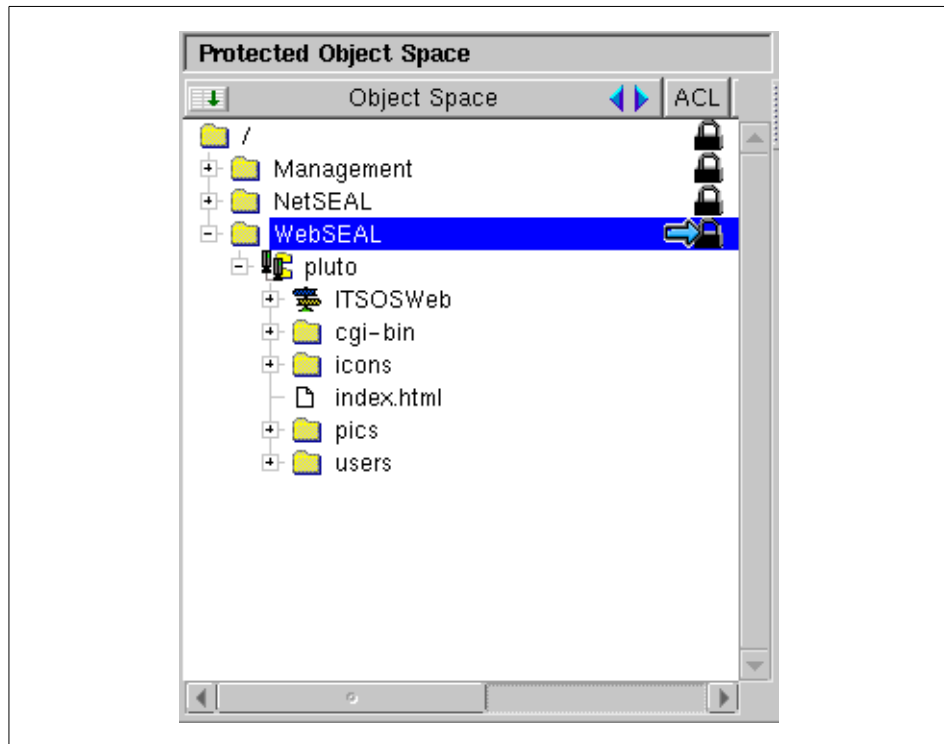 Protected Object Space
Object Space ACL
/
Management
NetSEAL
WebSEAL
pluto
ITSOSWeb
cgi-bin
icons
index.html
pics
users